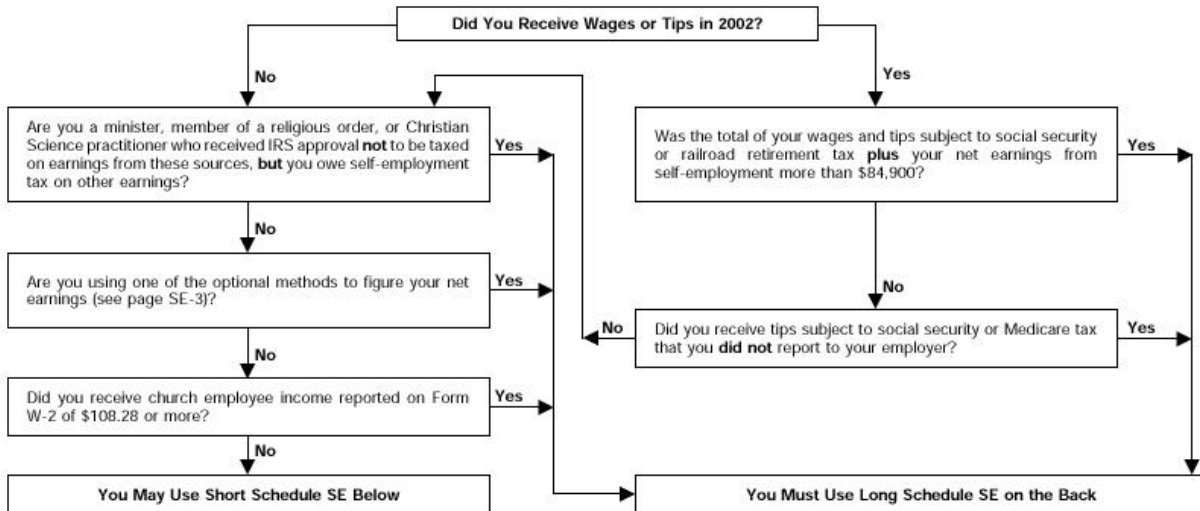 Did You Receive Wages or Tips in 2002?
No
Yes
Are you a minister, member of a religious order, or Christian
Science practitioner who received IRS approval not to be taxed
on earnings from these sources, but you owe self-employment
tax on other earnings?
Yes
Was the total of your wages and tips subject to social security
or railroad retirement tax plus your net earnings from
self-employment more than $84,900?
Yes
No
Are you using one of the optional methods to figure your net
earnings (see page SE-3)?
Yes
No
No
Did you receive tips subject to social security or Medicare tax
that you did not report to your employer?
Yes
No
Did you receive church employee income reported on Form
W-2 of $108.28 or more?
Yes
No
You May Use Short Schedule SE Below
You Must Use Long Schedule SE on the Back